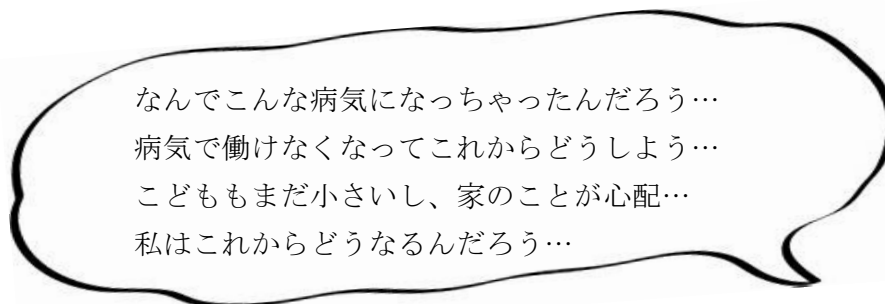 なんでこんな病気になっちゃったんだろう…
病気で働けなくなってこれからどうしよう…
こどももまだ小さいし、家のことが心配…
私はこれからどうなるんだろう…